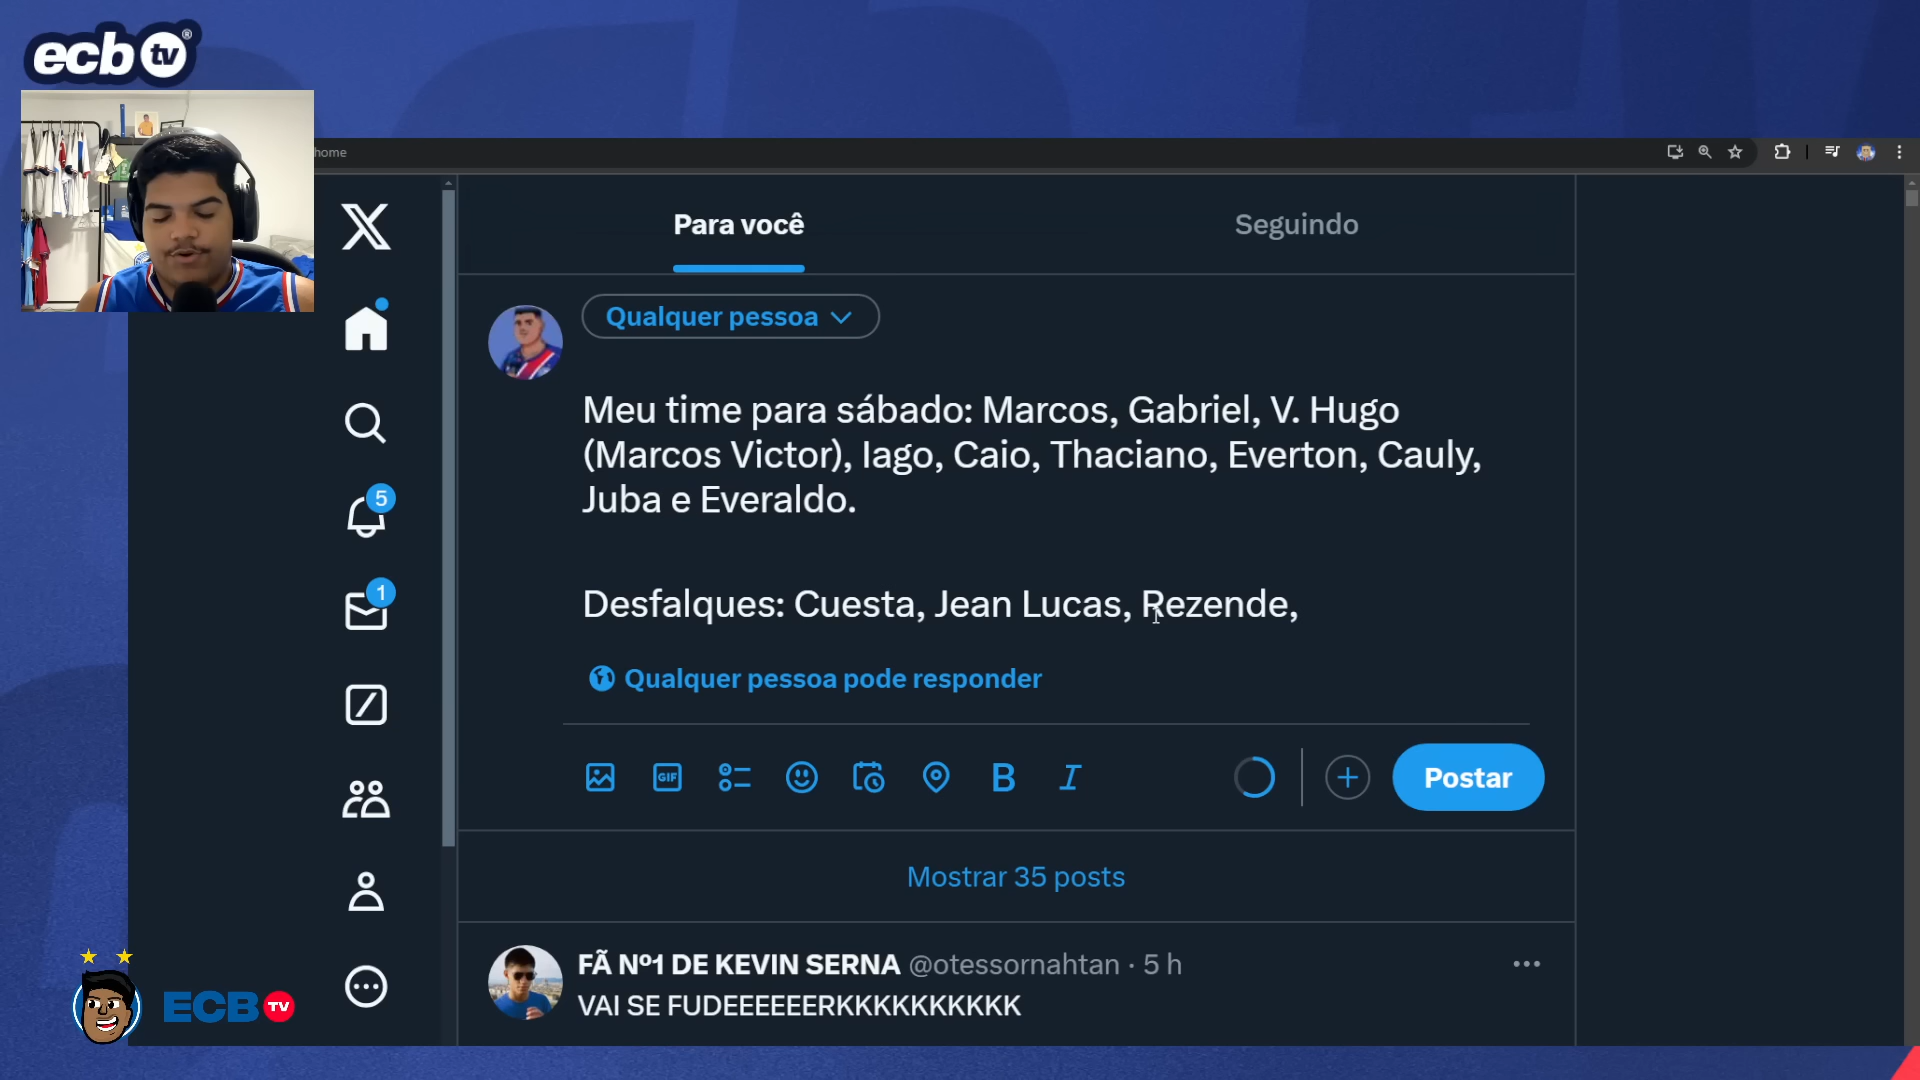 ecb tv®
home
Para você
Seguindo
Qualquer pessoa
Meu time para sábado: Marcos, Gabriel, V. Hugo
(Marcos Victor), Iago, Caio, Thaciano, Everton, Cauly,
Juba e Everaldo.
Desfalques: Cuesta, Jean Lucas, Rezende,
Qualquer pessoa pode responder
5
1
GIF
B
I
Postar
Mostrar 35 posts
FÃ Nº1 DE KEVIN SERNA @otessornahtan · 5 h
VAI SE FUDEEEEEERKKKKKKKKKK
ECB TV